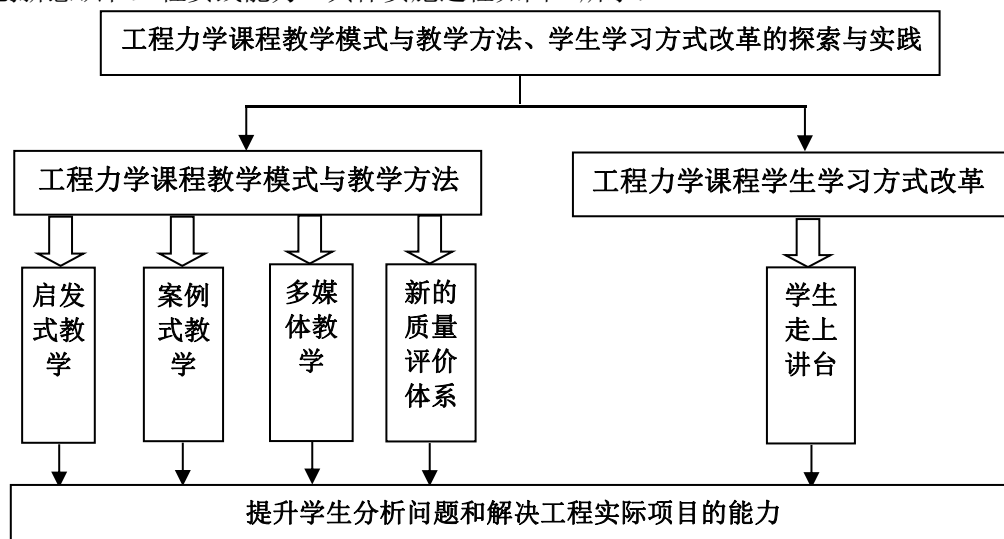 工程力学课程教学模式与教学方法、学生学习方式改革的探索与实践
工程力学课程教学模式与教学方法
工程力学课程学生学习方式改革
启发
式教
学
案例
式教
学
多媒
体教
学
新的
质量
评价
体系
学生
走上
讲台
提升学生分析问题和解决工程实际项目的能力